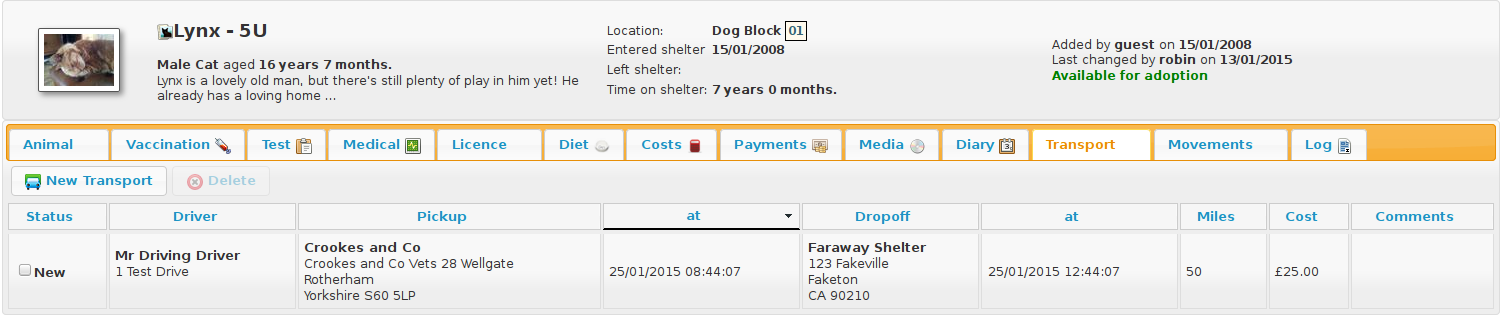 Lynx - 5U
Male Cat aged 16 years 7 months.
Lynx is a lovely old man, but there's still plenty of play in him yet! He
already has a loving home ...
Location: Dog Block 01
Entered shelter 15/01/2008
Left shelter:
Time on shelter: 7 years 0 months.
Added by guest on 15/01/2008
Last changed by robin on 13/01/2015
Available for adoption
Animal Vaccination Test Medical Licence Diet Costs Payments Media Diary Transport Movements Log
New Transport Delete
Status Driver Pickup at Dropoff at Miles Cost Comments
New
Mr Driving Driver
1 Test Drive
Crookes and Co
Crookes and Co Vets 28 Wellgate
Rotherham
Yorkshire S60 5LP
25/01/2015 08:44:07
Faraway Shelter
123 Fakeville
Faketon
CA 90210
25/01/2015 12:44:07
50
£25.00